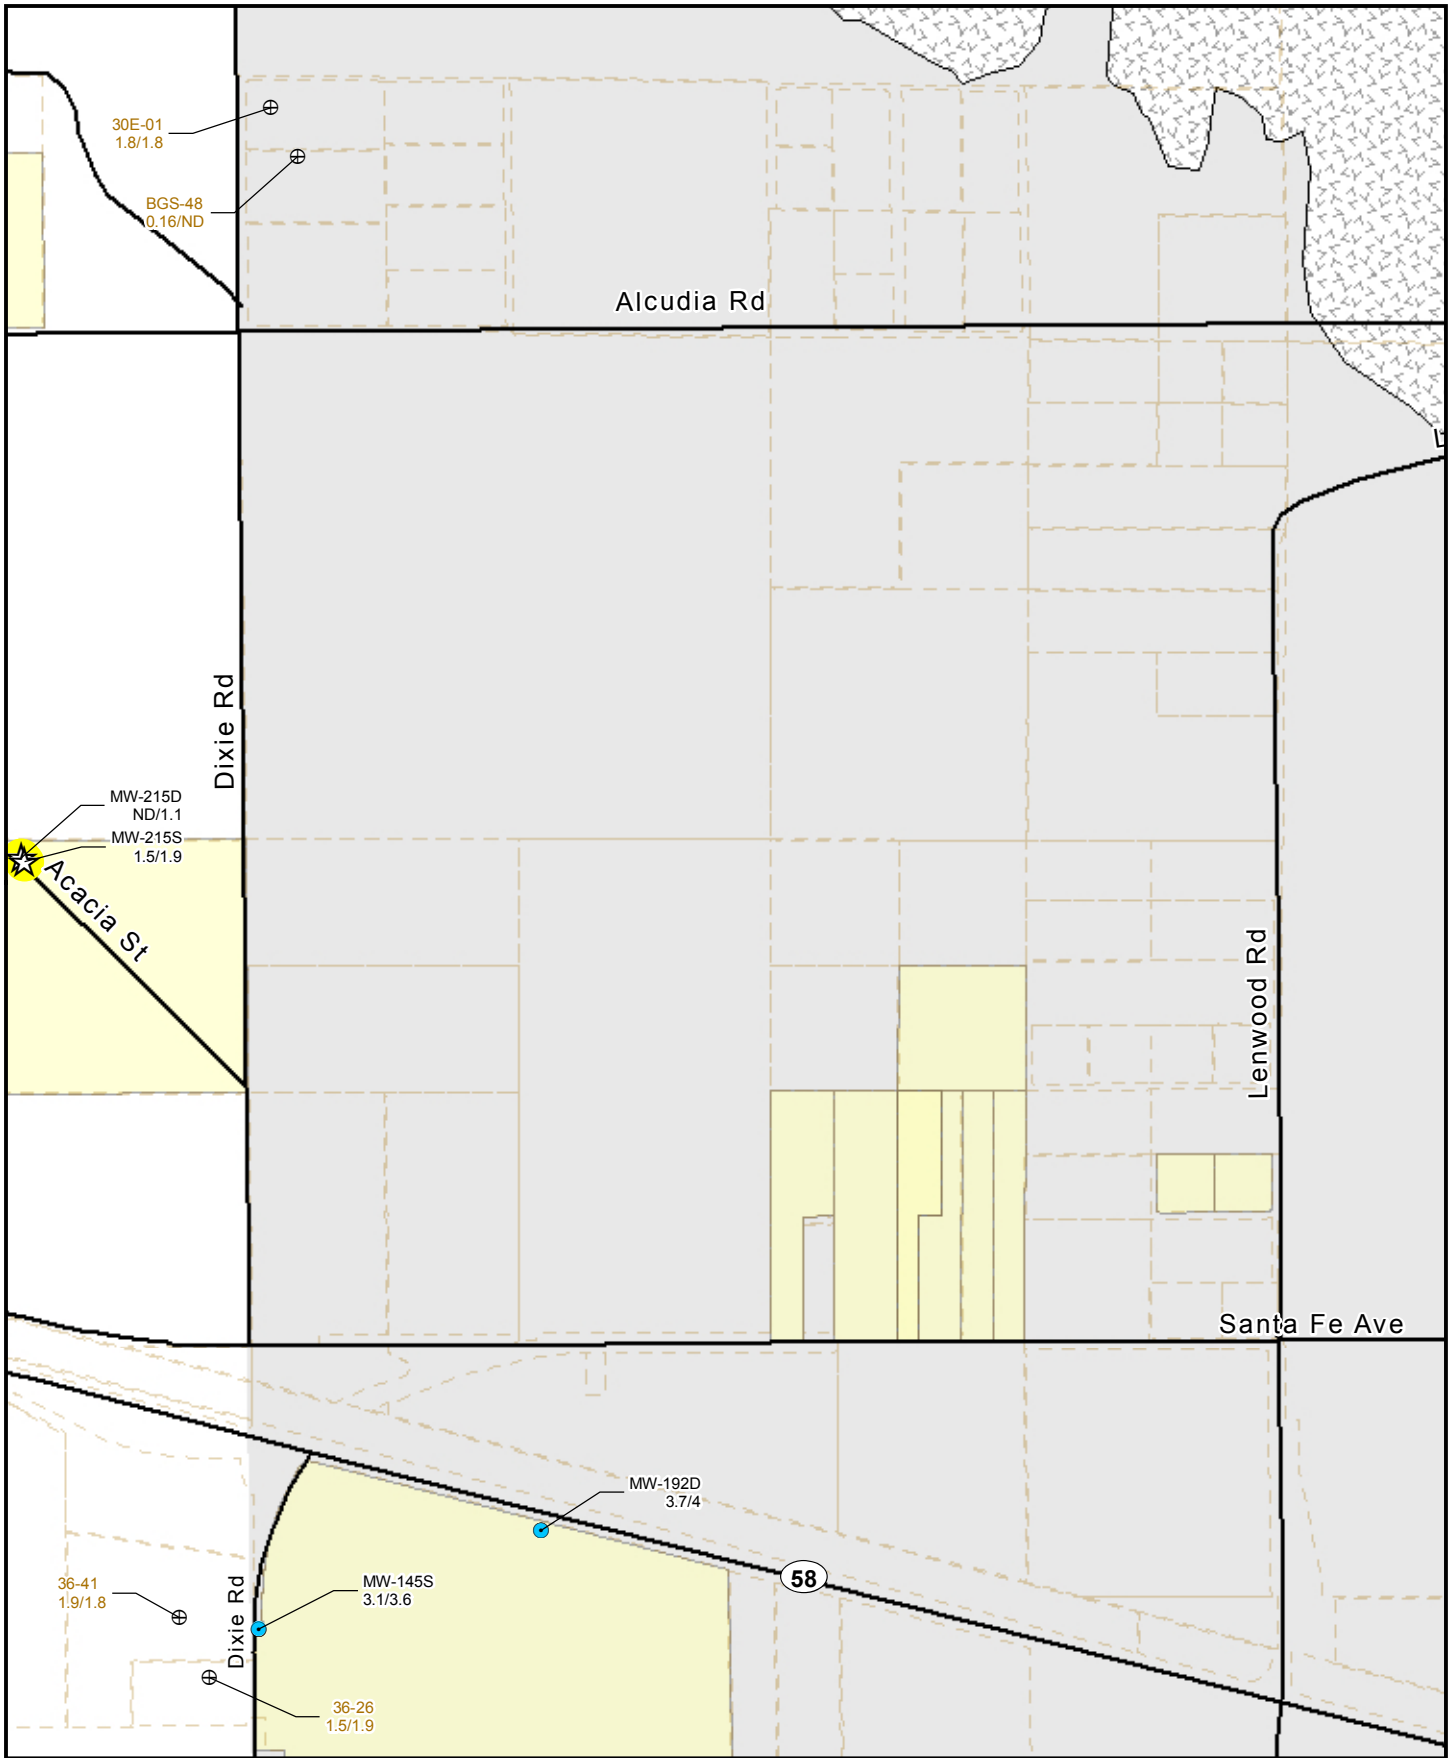 30E-01
1.8/1.8
BGS-48
0.16/ND
Alcudia Rd
Dixie Rd
MW-215D
ND/1.1
MW-215S
1.5/1.9
Acacia St
Lenwood Rd
Santa Fe Ave
MW-192D
3.7/4
58
36-41
1.9/1.8
Dixie Rd
MW-145S
3.1/3.6
36-26
1.5/1.9